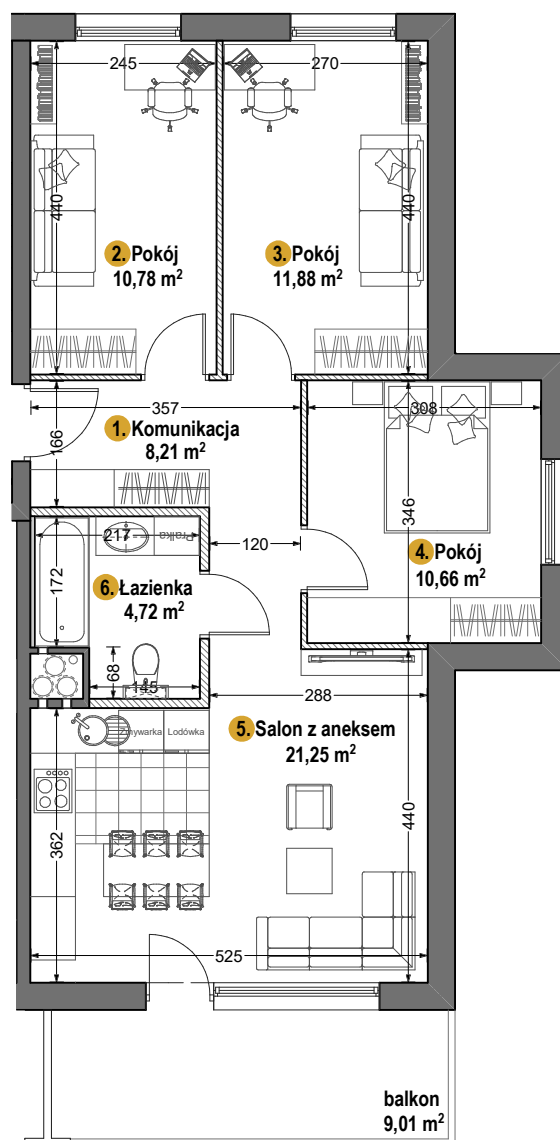 245
270
440
440
2. Pokój
10,78 m²
3. Pokój
11,88 m²
357
308
166
1. Komunikacja
8,21 m²
346
217
Pralka
120
4. Pokój
10,66 m²
172
6. Łazienka
4,72 m²
68
145
288
Zmywarka
Lodówka
5. Salon z aneksem
21,25 m²
362
440
525
balkon
9,01 m²